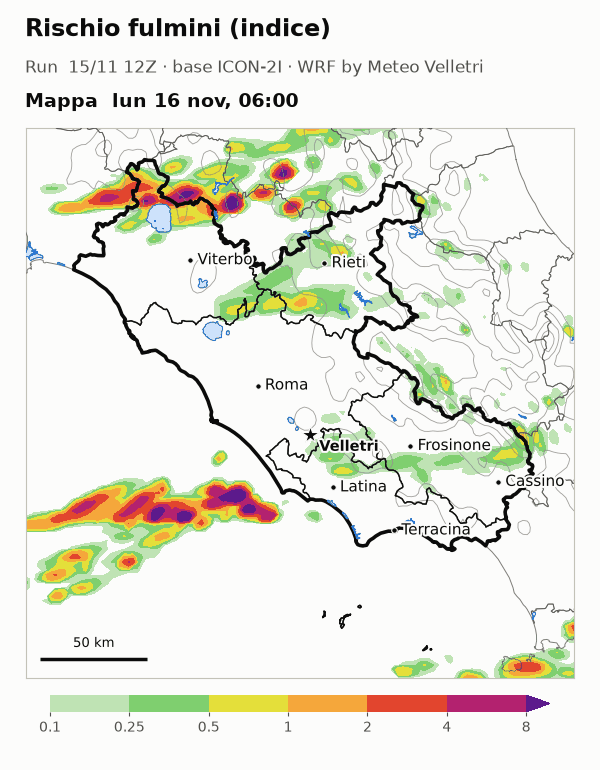 Rischio fulmini (indice)
Run  15/11 12Z · base ICON-2I · WRF by Meteo Velletri
Mappa  lun 16 nov, 06:00
Viterbo
Rieti
Roma
Velletri
Frosinone
Cassino
Latina
Terracina
50 km
0.1 0.25 0.5 1 2 4 8